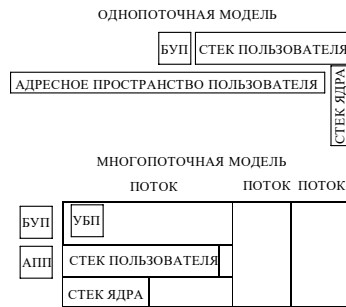 ОДНОПОТОЧНАЯ МОДЕЛЬ
БУП СТЕК ПОЛЬЗОВАТЕЛЯ
АДРЕСНОЕ ПРОСТРАНСТВО ПОЛЬЗОВАТЕЛЯ
СТЕК ЯДРА
МНОГОПОТОЧНАЯ МОДЕЛЬ
ПОТОК ПОТОК ПОТОК
БУП УБП
АПП СТЕК ПОЛЬЗОВАТЕЛЯ
СТЕК ЯДРА